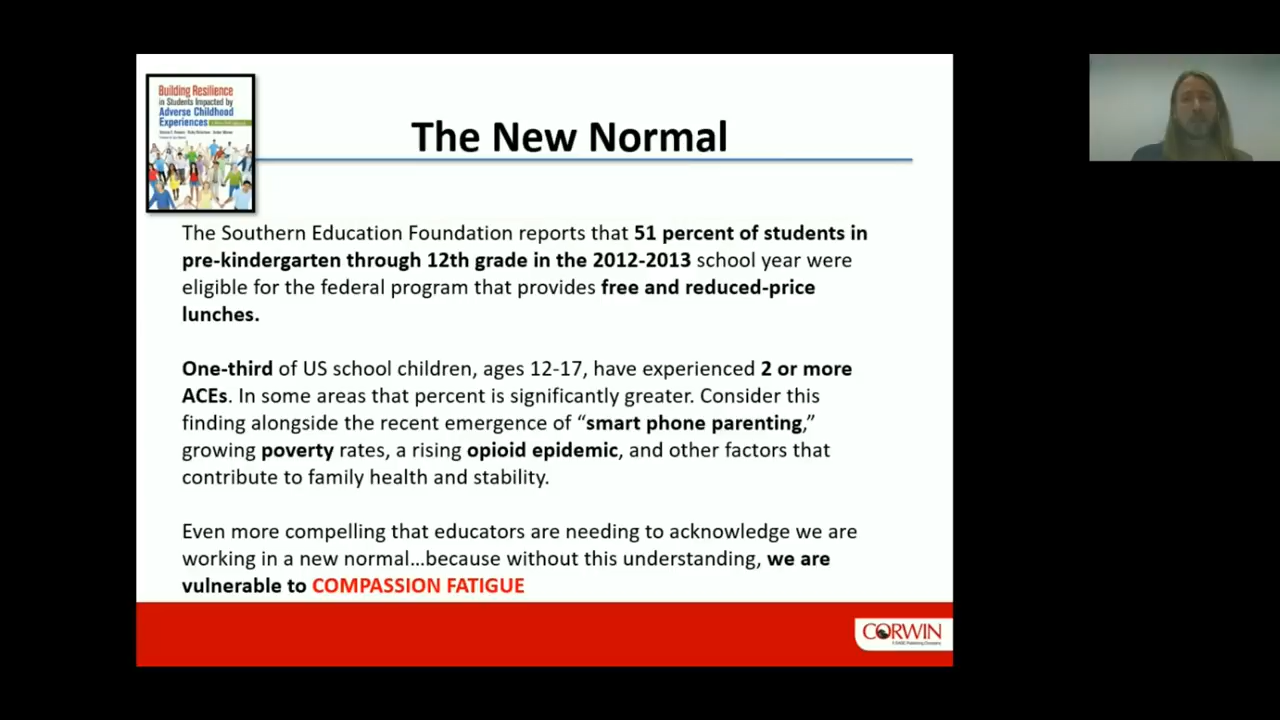 Building Resilience
in Students Impacted by
Adverse Childhood
Experiences
The New Normal
The Southern Education Foundation reports that 51 percent of students in
pre-kindergarten through 12th grade in the 2012-2013 school year were
eligible for the federal program that provides free and reduced-price
lunches.
One-third of US school children, ages 12-17, have experienced 2 or more
ACEs. In some areas that percent is significantly greater. Consider this
finding alongside the recent emergence of “smart phone parenting,”
growing poverty rates, a rising opioid epidemic, and other factors that
contribute to family health and stability.
Even more compelling that educators are needing to acknowledge we are
working in a new normal…because without this understanding, we are
vulnerable to COMPASSION FATIGUE
CORWIN